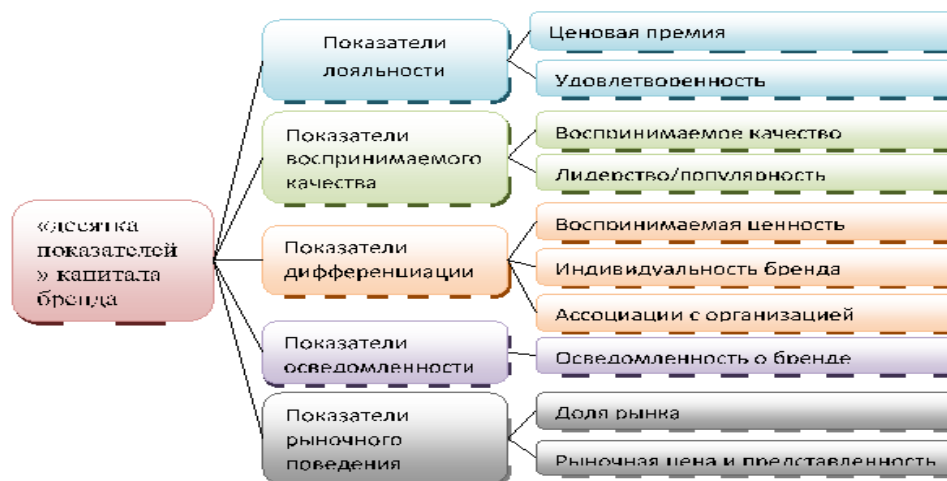 «десятка
показателей
» капитала
бренда
Показатели
лояльности
Ценовая премия
Удовлетворенность
Показатели
воспринимаемого
качества
Воспринимаемое качество
Лидерство/популярность
Показатели
дифференциации
Воспринимаемая ценность
Индивидуальность бренда
Ассоциации с организацией
Показатели
осведомленности
Осведомленность о бренде
Показатели
рыночного
поведения
Доля рынка
Рыночная цена и представленность